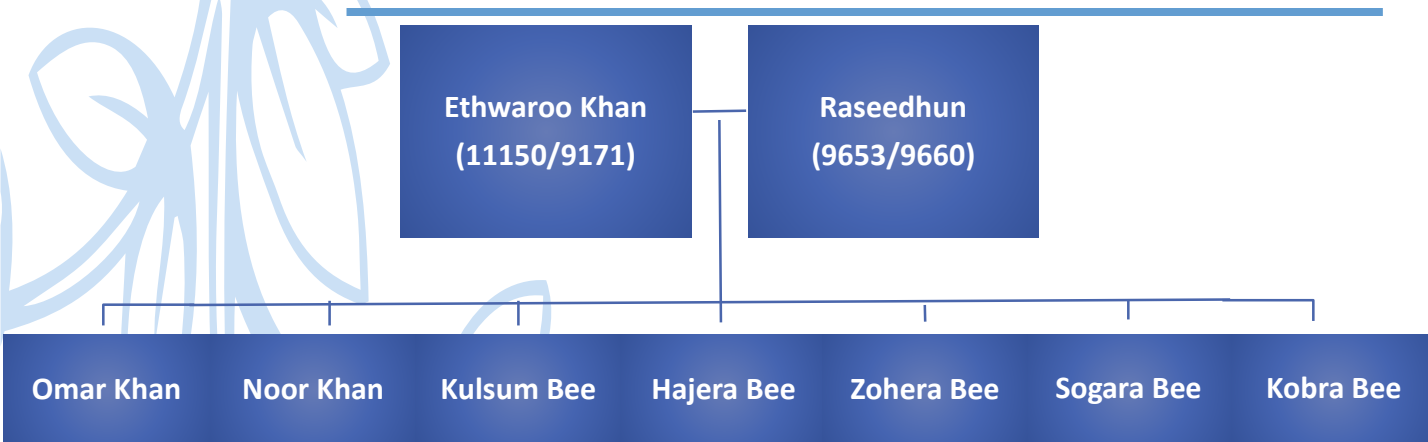 Ethwaroo Khan
(11150/9171)
Raseedhun
(9653/9660)
Omar Khan
Noor Khan
Kulsum Bee
Hajera Bee
Zohera Bee
Sogara Bee
Kobra Bee